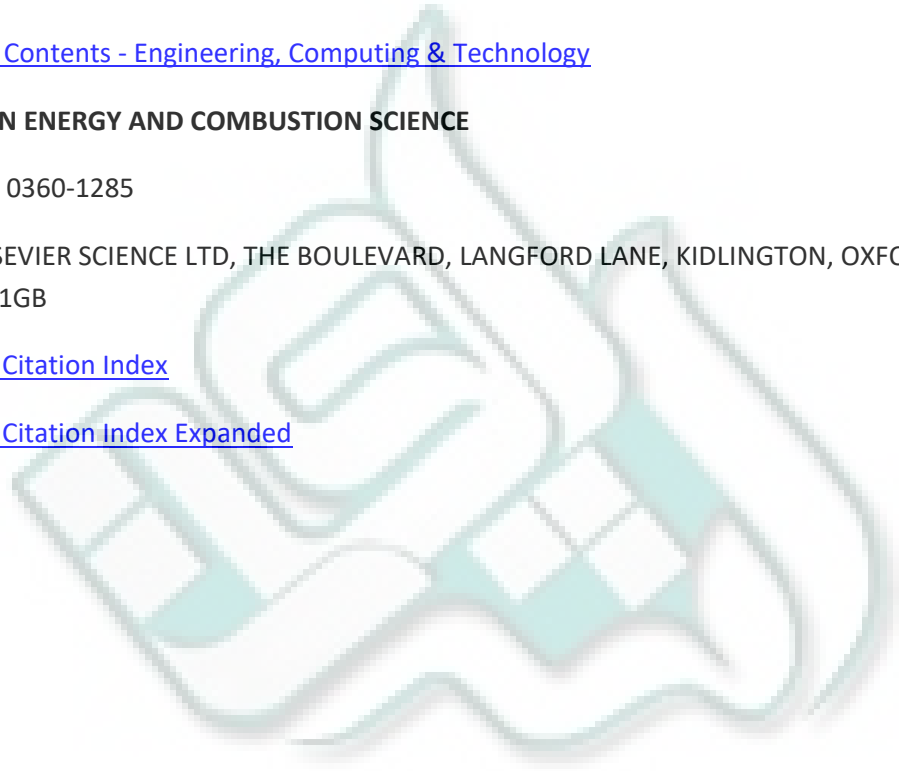 Contents - Engineering, Computing & Technology
N ENERGY AND COMBUSTION SCIENCE
0360-1285
SEVIER SCIENCE LTD, THE BOULEVARD, LANGFORD LANE, KIDLINGTON, OXFO
1GB
Citation Index
Citation Index Expanded